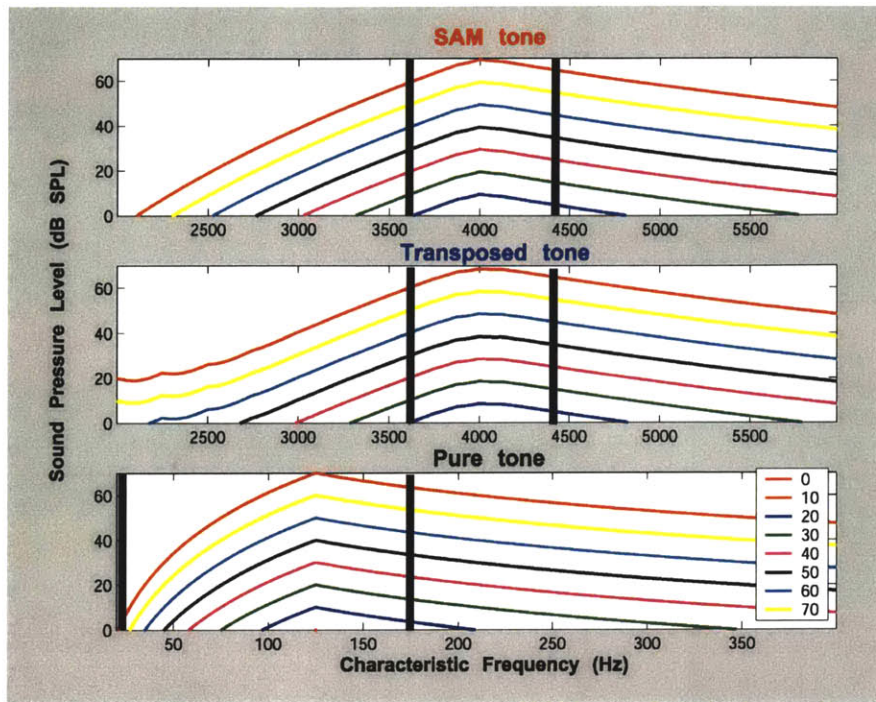 SAM tone
60
40
20
0
2500 3000 3500 4000 4500 5000 5500
Transposed tone
60
40
20
0
2500 3000 3500 4000 4500 5000 5500
Pure tone
60
40
20
0
50 100 150 200 250 300 350
Characteristic Frequency (Hz)
Sound Pressure Level (dB SPL)
0
10
20
30
40
50
60
70